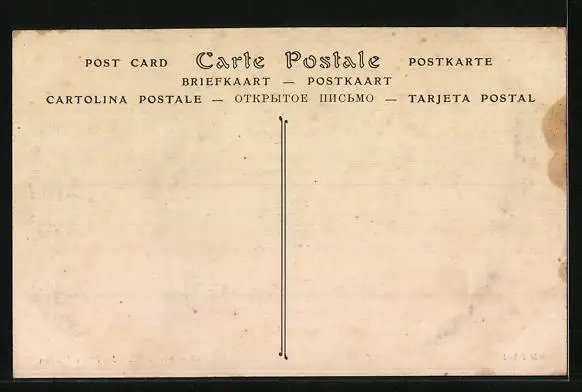 POST CARD Carte Postale POSTKARTE
BRIEFKAART — POSTKAART
CARTOLINA POSTALE — ОТКРЫТОЕ ПИСЬМО — TARJETA POSTAL